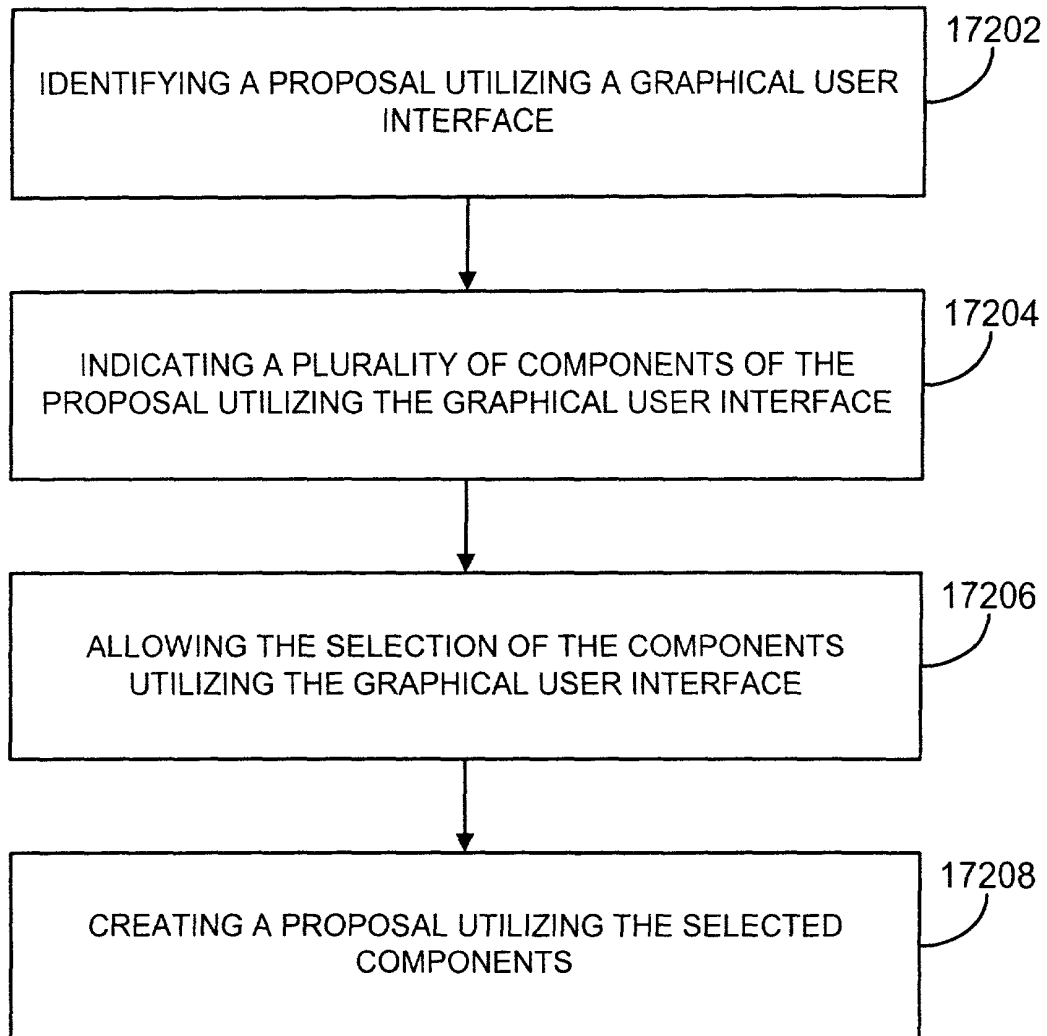 17202
IDENTIFYING A PROPOSAL UTILIZING A GRAPHICAL USER
INTERFACE
17204
INDICATING A PLURALITY OF COMPONENTS OF THE
PROPOSAL UTILIZING THE GRAPHICAL USER INTERFACE
17206
ALLOWING THE SELECTION OF THE COMPONENTS
UTILIZING THE GRAPHICAL USER INTERFACE
17208
CREATING A PROPOSAL UTILIZING THE SELECTED
COMPONENTS